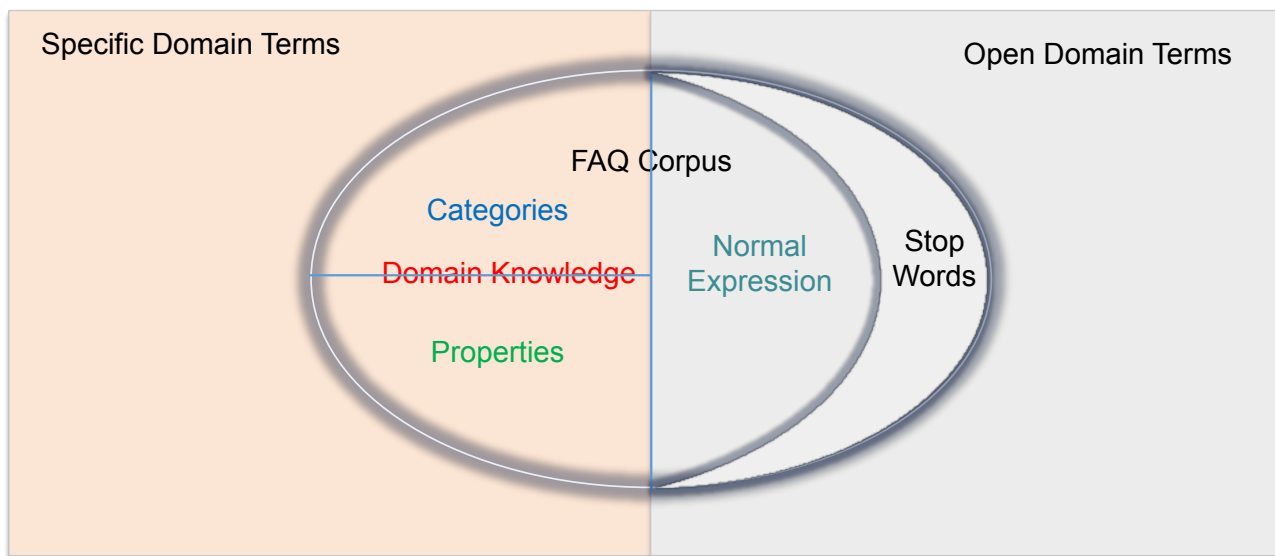 Specific Domain Terms
Open Domain Terms
FAQ Corpus
Categories
Domain Knowledge
Properties
Normal
Expression
Stop
Words